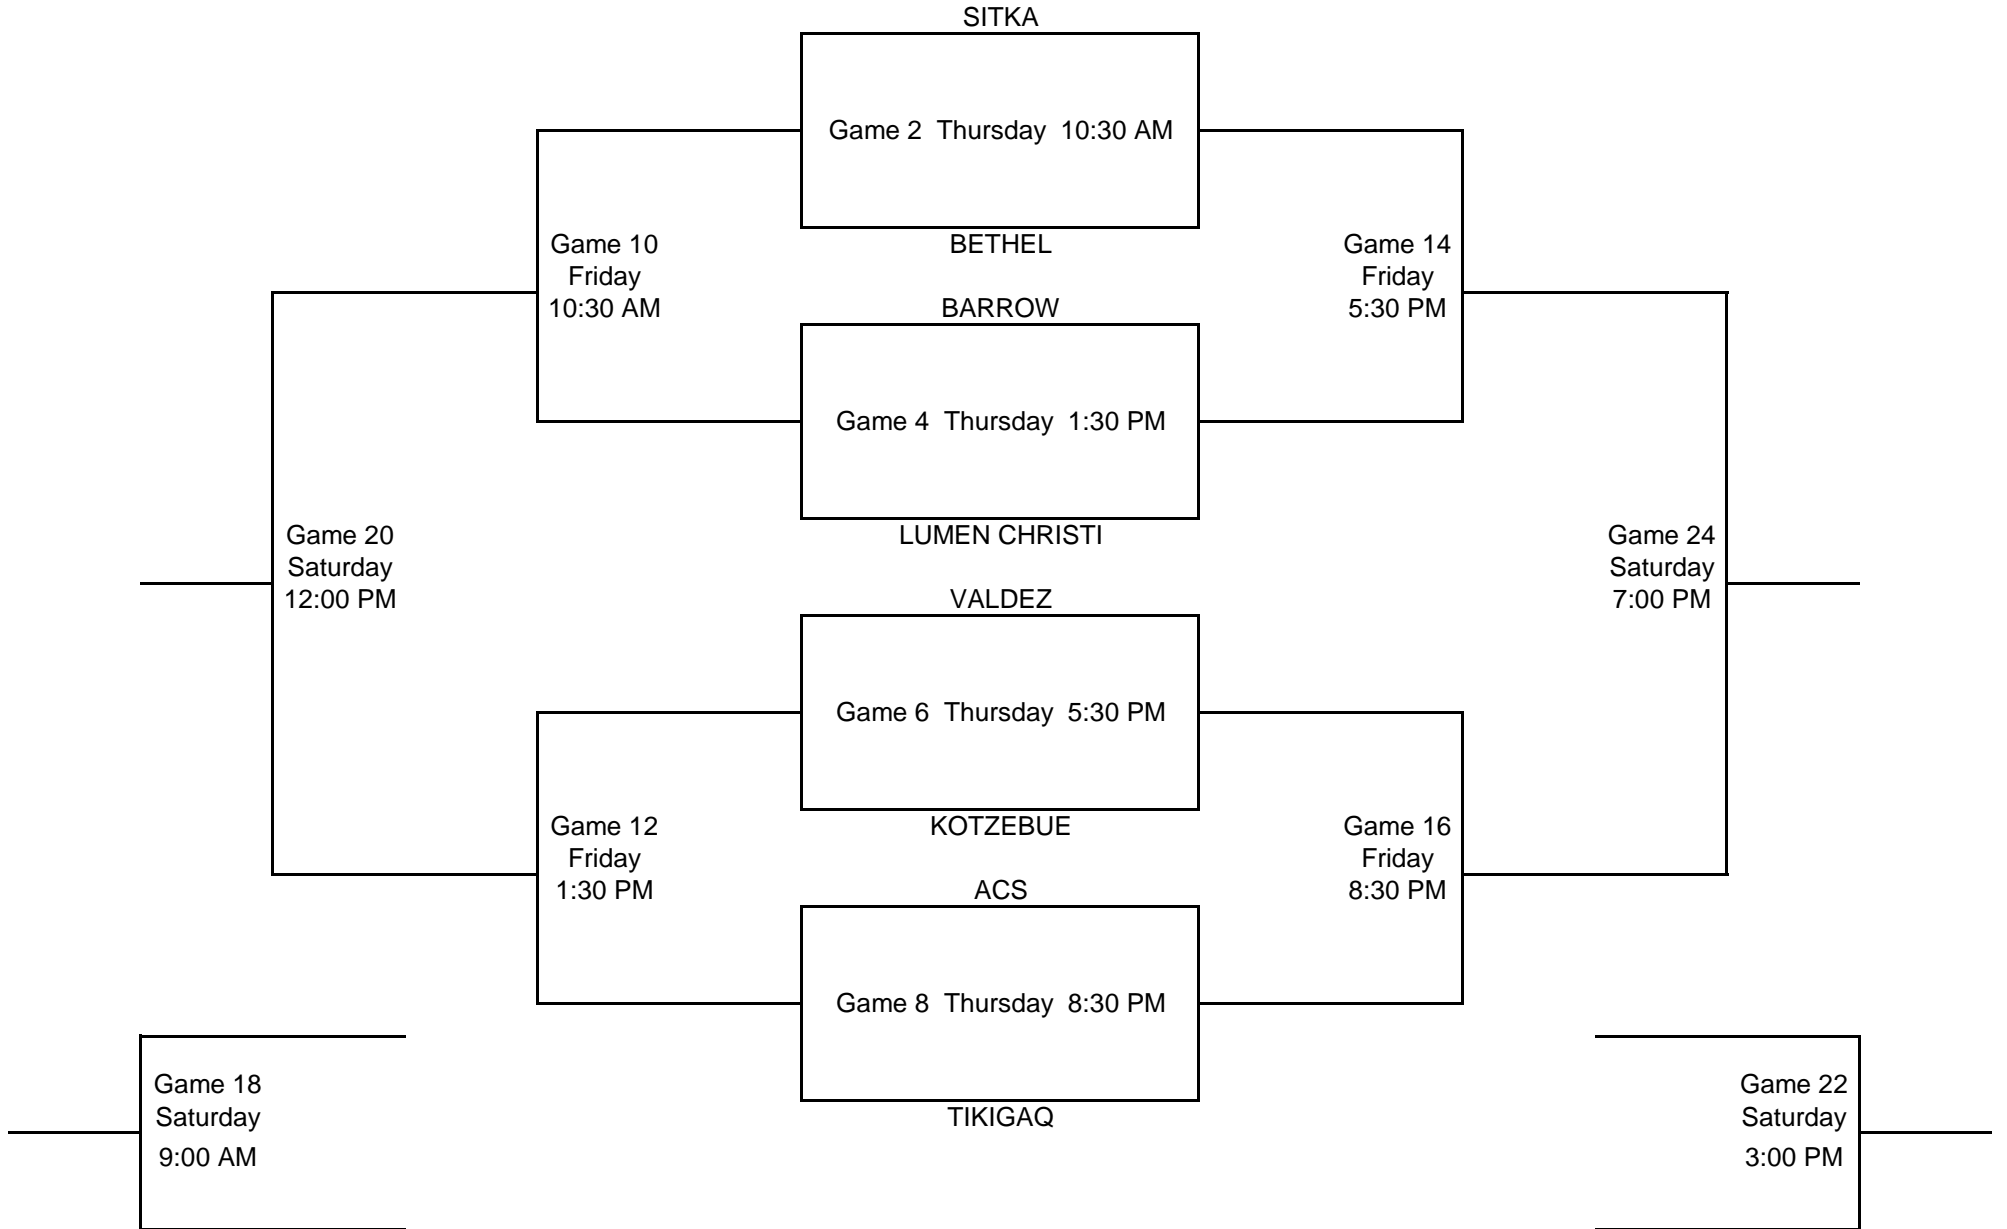 SITKA
Game 2  Thursday  10:30 AM
BETHEL
Game 10
Friday
10:30 AM
Game 14
Friday
5:30 PM
BARROW
Game 4  Thursday  1:30 PM
LUMEN CHRISTI
Game 20
Saturday
12:00 PM
Game 24
Saturday
7:00 PM
VALDEZ
Game 6  Thursday  5:30 PM
KOTZEBUE
Game 12
Friday
1:30 PM
Game 16
Friday
8:30 PM
ACS
Game 8  Thursday  8:30 PM
TIKIGAQ
Game 18
Saturday
9:00 AM
Game 22
Saturday
3:00 PM